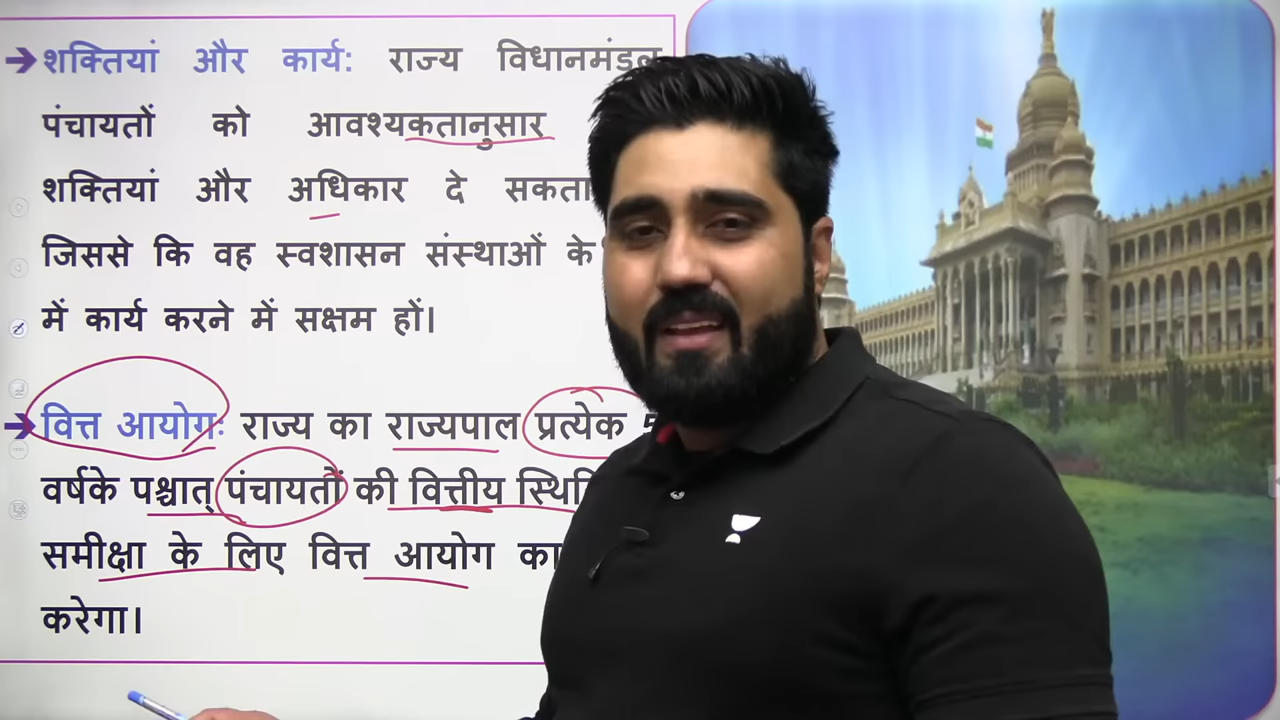 शक्तियां और कार्य: राज्य विधानमंडल
पंचायतों को आवश्यकतानुसार
शक्तियां और अधिकार दे सकता
जिससे कि वह स्वशासन संस्थाओं के
में कार्य करने में सक्षम हों।
वित्त आयोग: राज्य का राज्यपाल प्रत्येक 5
वर्षके पश्चात् पंचायतों की वित्तीय
समीक्षा के लिए वित्त आयोग का
करेगा।